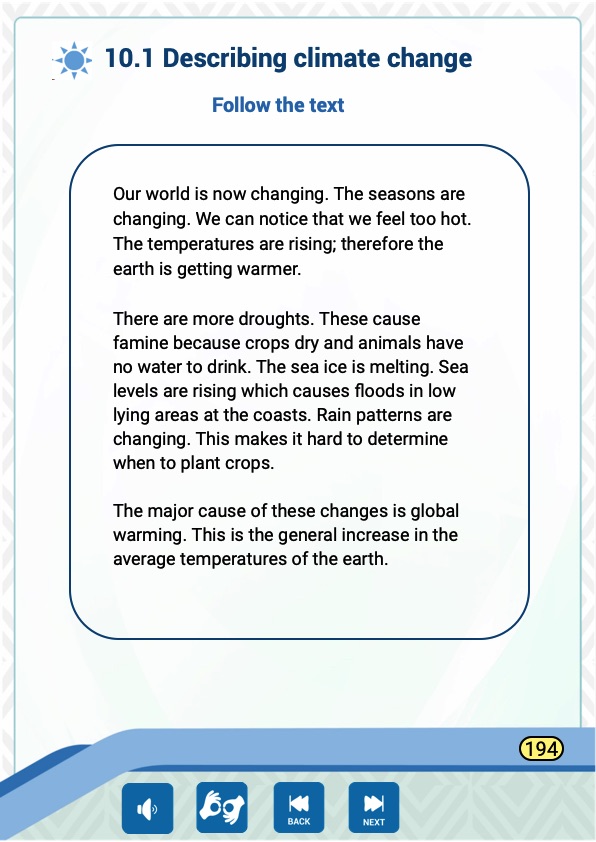 10.1 Describing climate change
Follow the text
Our world is now changing. The seasons are
changing. We can notice that we feel too hot.
The temperatures are rising; therefore the
earth is getting warmer.
There are more droughts. These cause
famine because crops dry and animals have
no water to drink. The sea ice is melting. Sea
levels are rising which causes floods in low
lying areas at the coasts. Rain patterns are
changing. This makes it hard to determine
when to plant crops.
The major cause of these changes is global
warming. This is the general increase in the
average temperatures of the earth.
194
BACK
NEXT